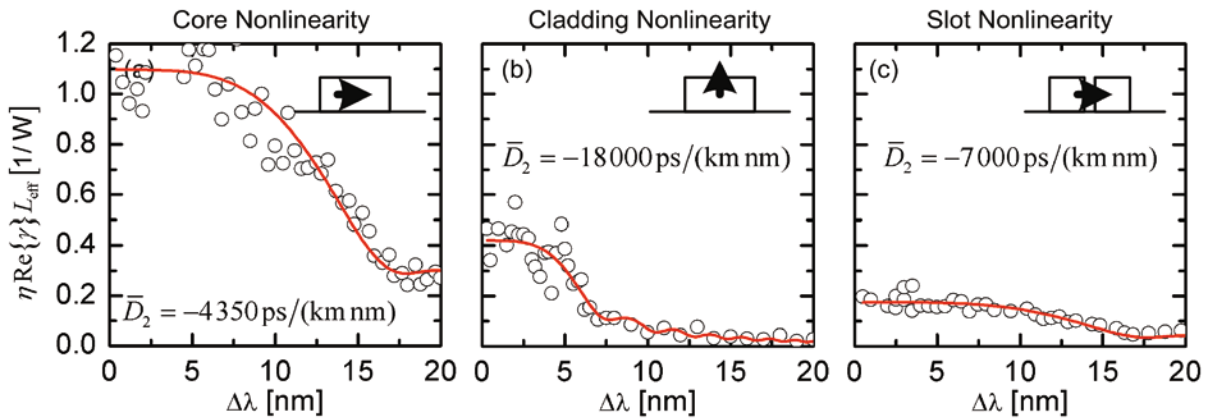 Core Nonlinearity
Cladding Nonlinearity
Slot Nonlinearity
η Re{γ} L_eff [1/W]
1.2
1.0
0.8
0.6
0.4
0.2
0.0
(a)
D̅₂ = −4350 ps/(km nm)
0 5 10 15 20
Δλ [nm]
(b)
D̅₂ = −18000 ps/(km nm)
0 5 10 15 20
Δλ [nm]
(c)
D̅₂ = −7000 ps/(km nm)
0 5 10 15 20
Δλ [nm]